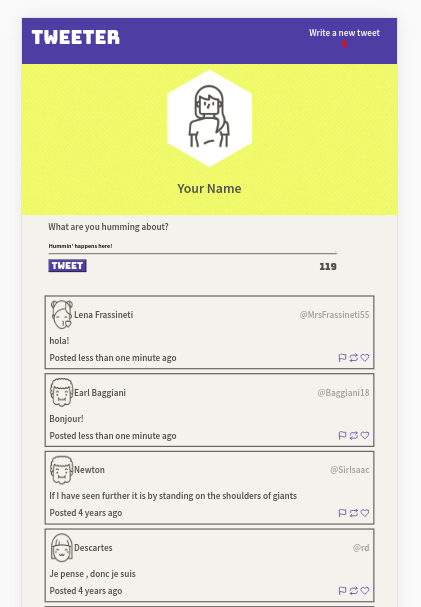 TWEETER
Write a new tweet
Your Name
What are you humming about?
Hummin' happens here!
TWEET 119
Lena Frassineti @MrsFrassineti55
hola!
Posted less than one minute ago
Earl Baggiani @Baggiani18
Bonjour!
Posted less than one minute ago
Newton @SirIsaac
If I have seen further it is by standing on the shoulders of giants
Posted 4 years ago
Descartes @rd
Je pense , donc je suis
Posted 4 years ago